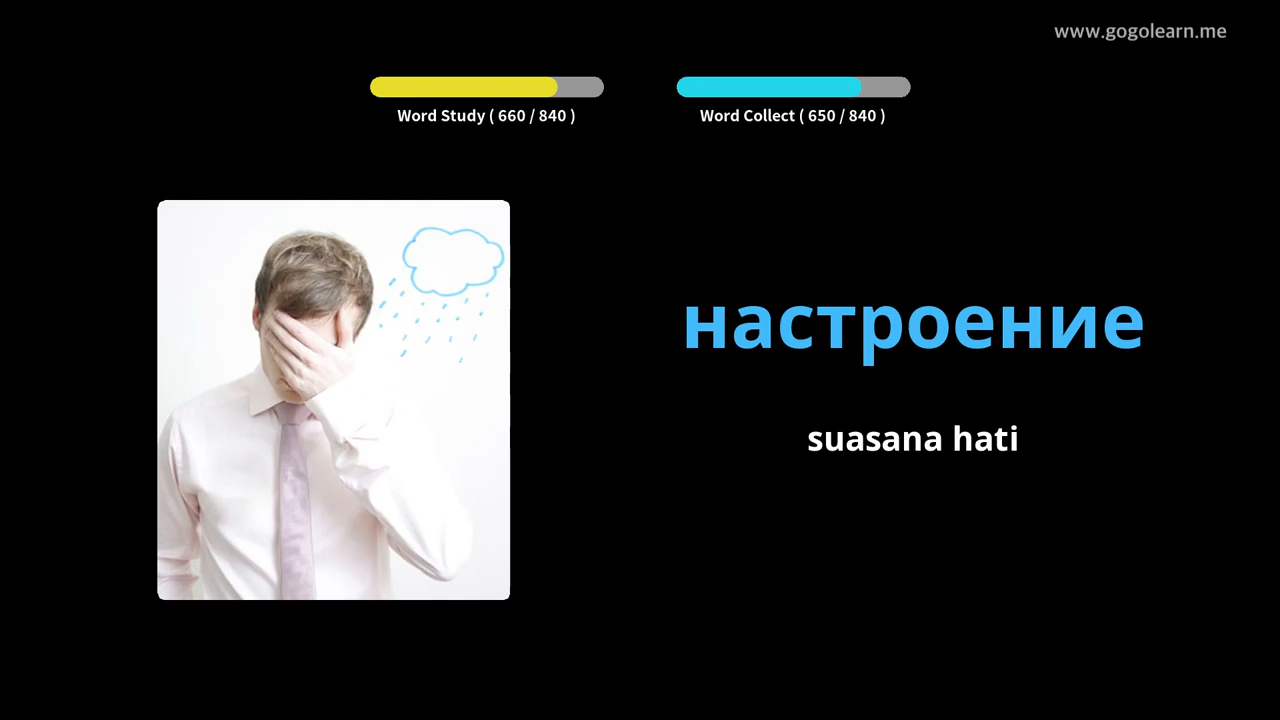 www.gogolearn.me
Word Study ( 660 / 840 )
Word Collect ( 650 / 840 )
настроение
suasana hati